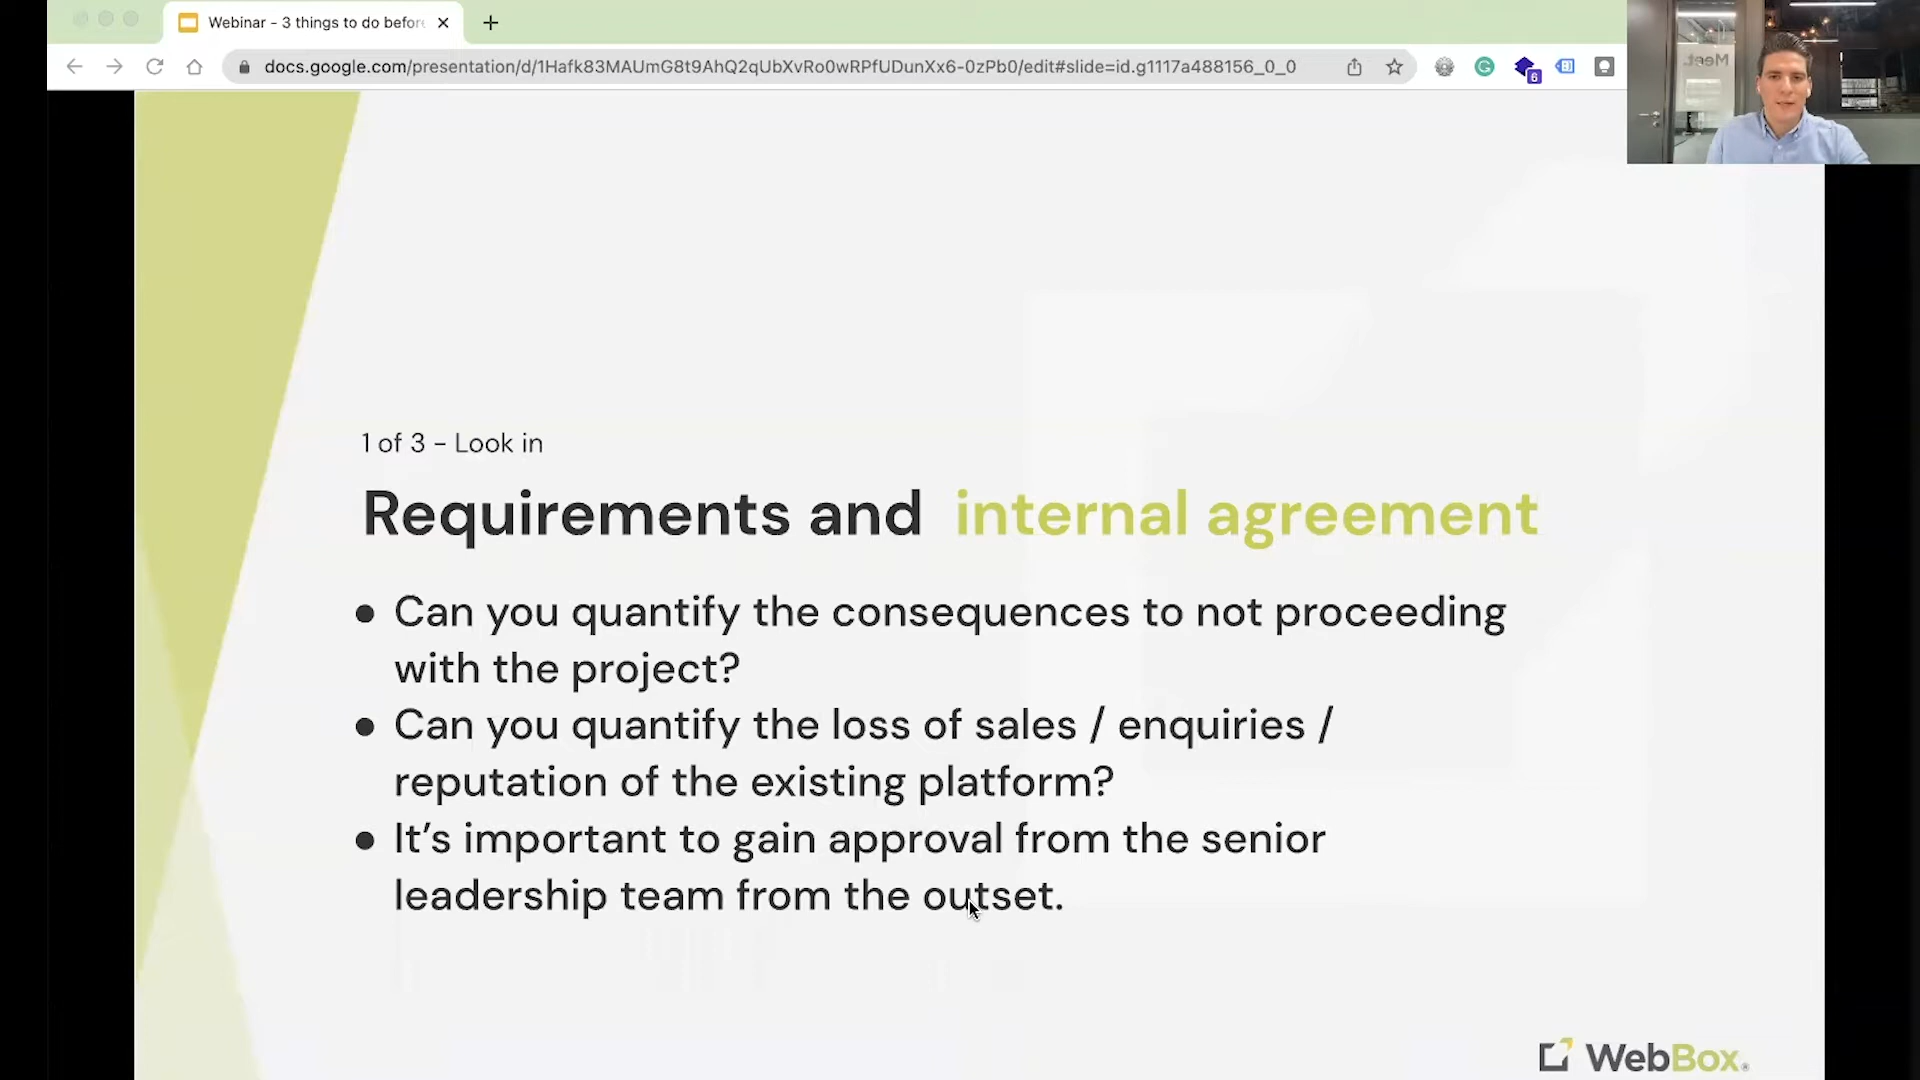 Webinar - 3 things to do befor
docs.google.com/presentation/d/1Hafk83MAUmG8t9AhQ2qUbXvRo0wRPfUDunXx6-0zPb0/edit#slide=id.g1117a488156_0_0
6
Meet.
1 of 3 – Look in
Requirements and internal agreement
● Can you quantify the consequences to not proceeding
with the project?
● Can you quantify the loss of sales / enquiries /
reputation of the existing platform?
● It’s important to gain approval from the senior
leadership team from the outset.
WebBox®